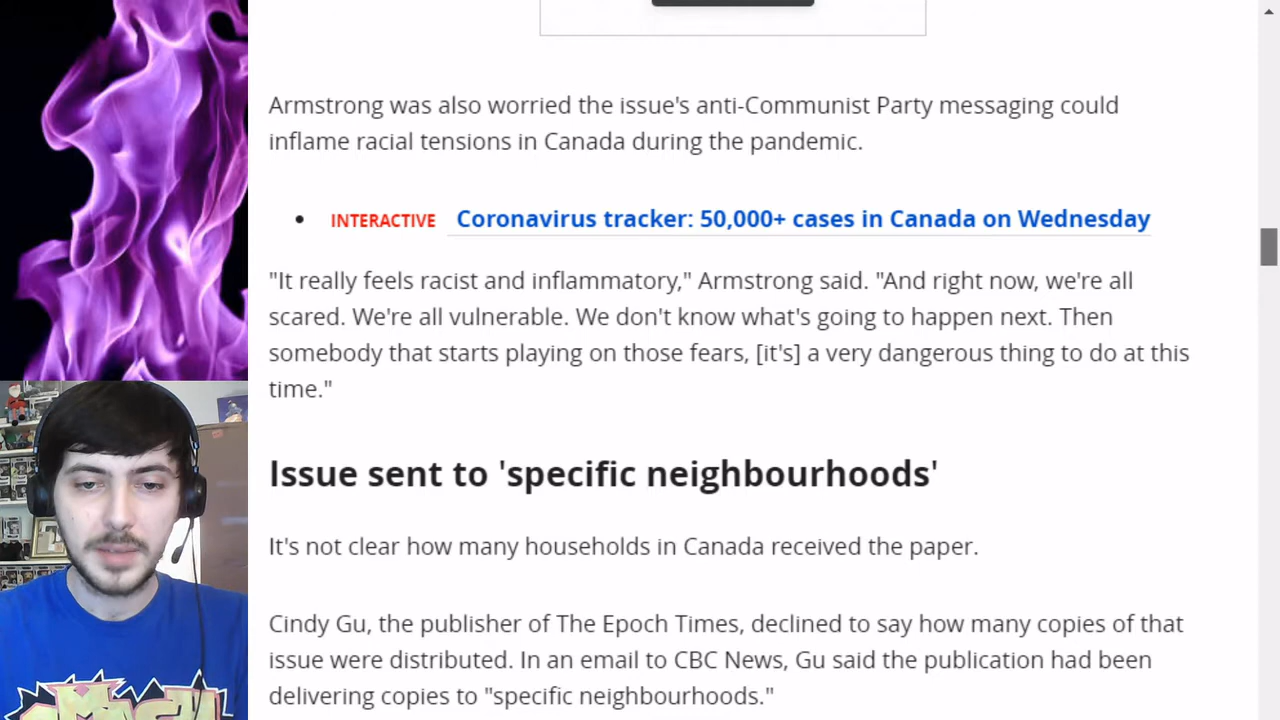 Armstrong was also worried the issue's anti-Communist Party messaging could
inflame racial tensions in Canada during the pandemic.
• INTERACTIVE Coronavirus tracker: 50,000+ cases in Canada on Wednesday
"It really feels racist and inflammatory," Armstrong said. "And right now, we're all
scared. We're all vulnerable. We don't know what's going to happen next. Then
somebody that starts playing on those fears, [it's] a very dangerous thing to do at this
time."
Issue sent to 'specific neighbourhoods'
It's not clear how many households in Canada received the paper.
Cindy Gu, the publisher of The Epoch Times, declined to say how many copies of that
issue were distributed. In an email to CBC News, Gu said the publication had been
delivering copies to "specific neighbourhoods."